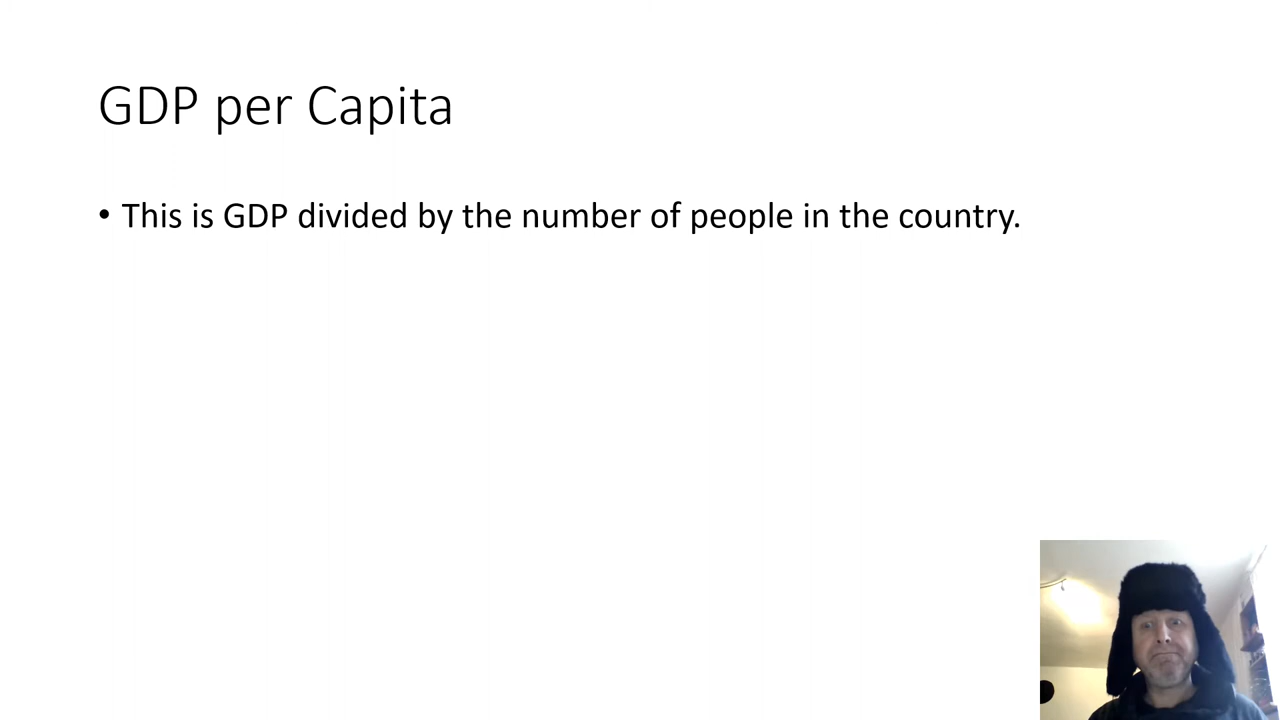 GDP per Capita
• This is GDP divided by the number of people in the country.